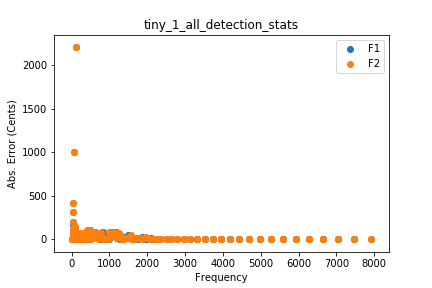 tiny_1_all_detection_stats
F1
F2
2000
1500
1000
500
0
Abs. Error (Cents)
0 1000 2000 3000 4000 5000 6000 7000 8000
Frequency